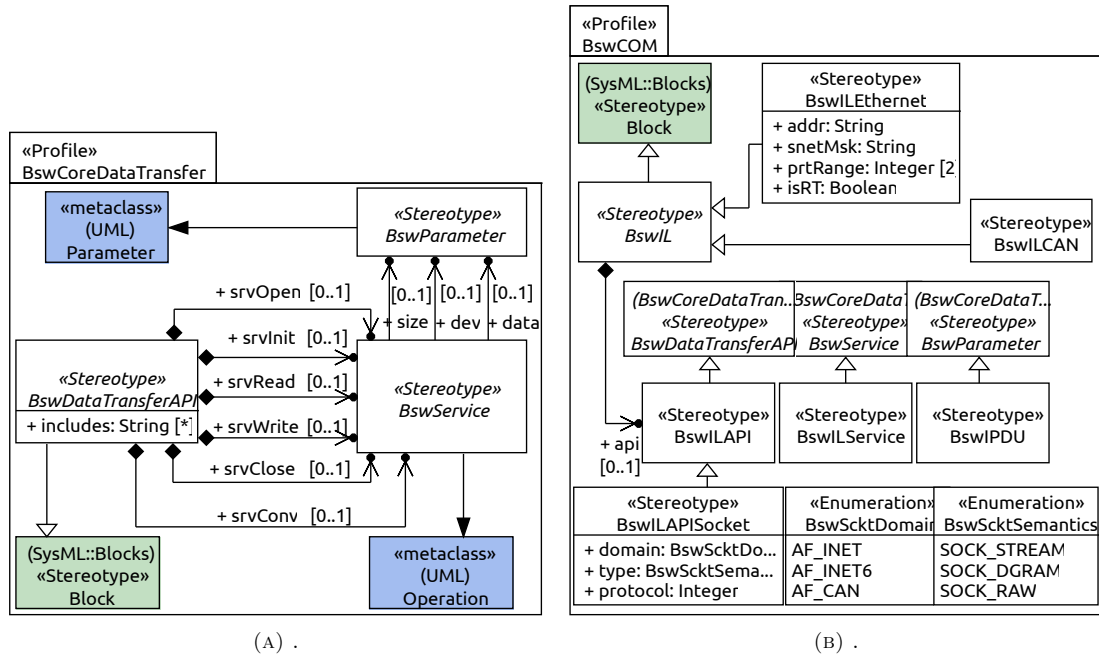 «Profile»
BswCoreDataTransfer
«metaclass»
(UML)
Parameter
«Stereotype»
BswParameter
+ srvOpen [0..1]
[0..1]
[0..1]
[0..1]
+ size
+ dev
+ data
+ srvInit [0..1]
«Stereotype»
BswDataTransferAPI
+ includes: String [*]
+ srvRead [0..1]
+ srvWrite [0..1]
«Stereotype»
BswService
+ srvClose [0..1]
+ srvConv [0..1]
(SysML::Blocks)
«Stereotype»
Block
«metaclass»
(UML)
Operation
(A) .
«Profile»
BswCOM
(SysML::Blocks)
«Stereotype»
Block
«Stereotype»
BswILEthernet
+ addr: String
+ snetMsk: String
+ prtRange: Integer [2]
+ isRT: Boolean
«Stereotype»
BswIL
«Stereotype»
BswILCAN
(BswCoreDataTran...
«Stereotype»
BswDataTransferAPI
BswCoreDataT
«Stereotype»
BswService
(BswCoreDataT...
«Stereotype»
BswParameter
+ api
[0..1]
«Stereotype»
BswILAPI
«Stereotype»
BswILService
«Stereotype»
BswIPDU
«Stereotype»
BswILAPISocket
+ domain: BswScktDo...
+ type: BswScktSema...
+ protocol: Integer
«Enumeration»
BswScktDomain
AF_INET
AF_INET6
AF_CAN
«Enumeration»
BswScktSemantics
SOCK_STREAM
SOCK_DGRAM
SOCK_RAW
(B) .